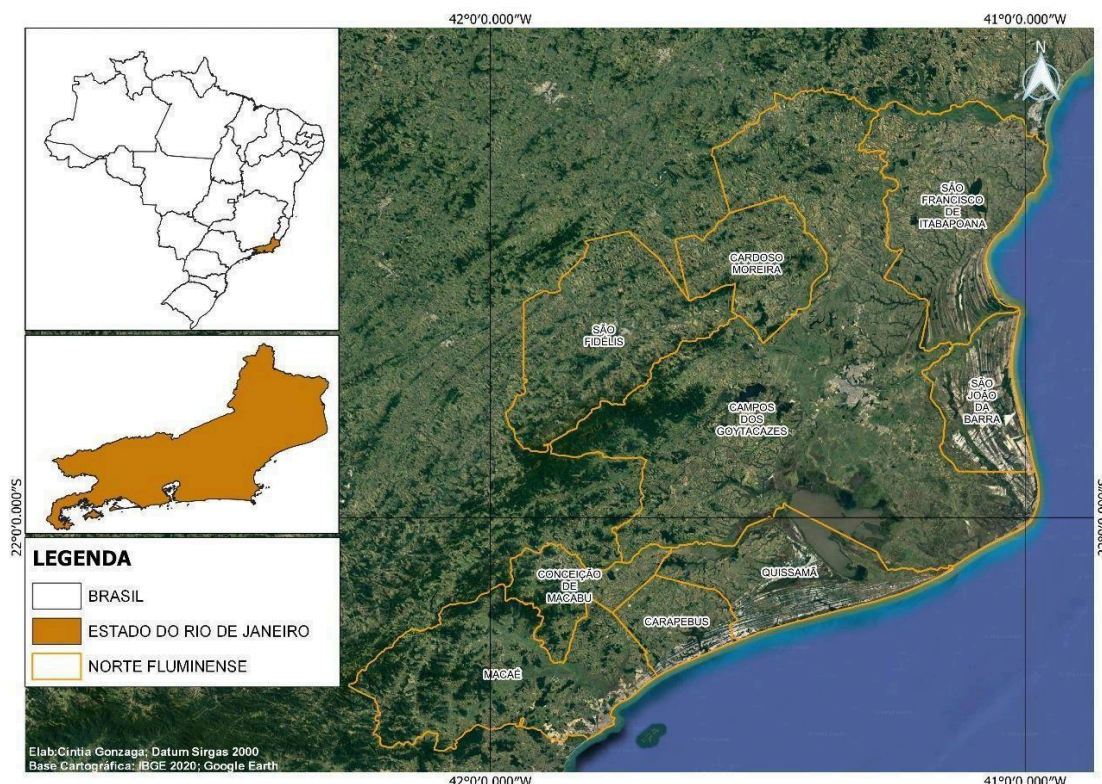 42°0'0.000"W
41°0'0.000"W
N
SÃO
FRANCISCO
DE
ITABAPOANA
CARDOSO
MOREIRA
SÃO
FIDÉLIS
SÃO
JOÃO
DA
BARRA
CAMPOS
DOS
GOYTACAZES
22°0'0.000"S
22°0'0.000"S
CONCEIÇÃO
DE
MACABÚ
QUISSAMÃ
CARAPEBUS
MACAÉ
LEGENDA
BRASIL
ESTADO DO RIO DE JANEIRO
NORTE FLUMINENSE
Elab:Cíntia Gonzaga; Datum Sirgas 2000
Base Cartográfica: IBGE 2020; Google Earth
42°0'0.000"W
41°0'0.000"W